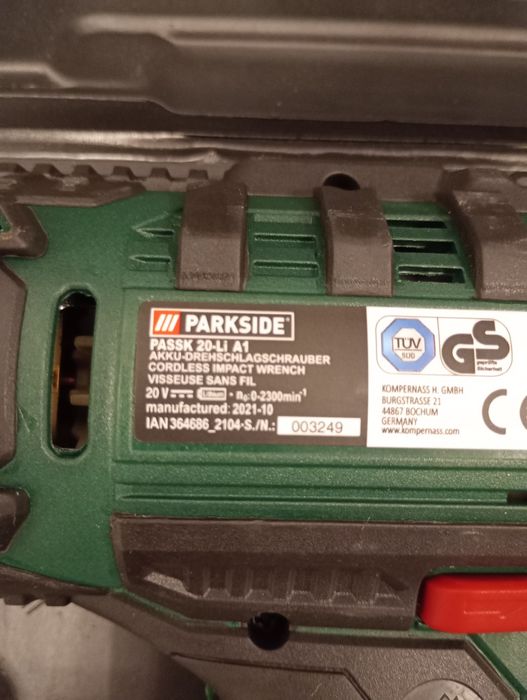 PARKSIDE®
PASSK 20-Li A1
AKKU-DREHSCHLAGSCHRAUBER
CORDLESS IMPACT WRENCH
VISSEUSE SANS FIL
20 V Lithium • n₀:0-2300min⁻¹
manufactured: 2021-10
IAN 364686_2104·S./N.: 003249
TÜV
SÜD
GS
geprüfte
Sicherheit
KOMPERNASS H. GMBH
BURGSTRASSE 21
44867 BOCHUM
GERMANY
www.kompernass.com
CE